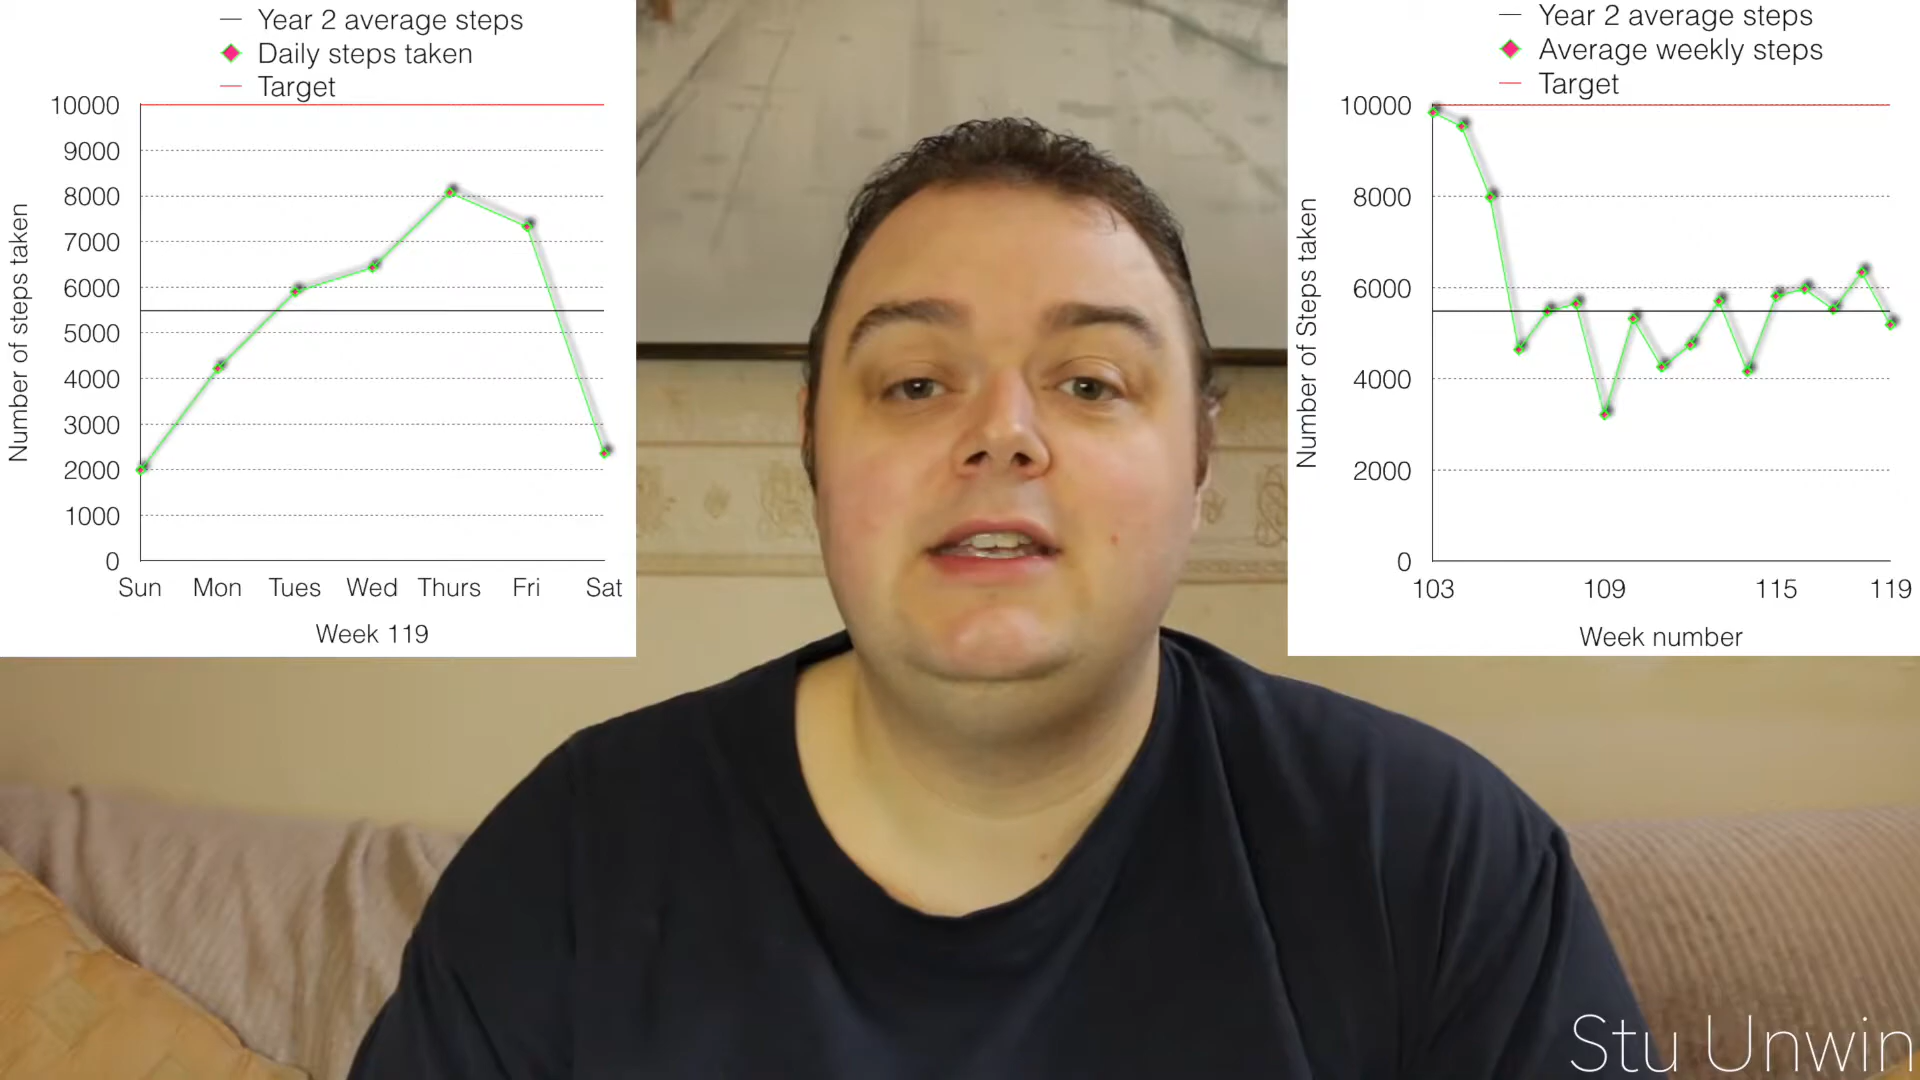 Year 2 average steps
Daily steps taken
Target
10000
9000
8000
7000
6000
5000
4000
3000
2000
1000
0
Number of steps taken
Sun Mon Tues Wed Thurs Fri Sat
Week 119
Year 2 average steps
Average weekly steps
Target
10000
8000
6000
4000
2000
0
Number of Steps taken
103 109 115 119
Week number
Stu Unwin